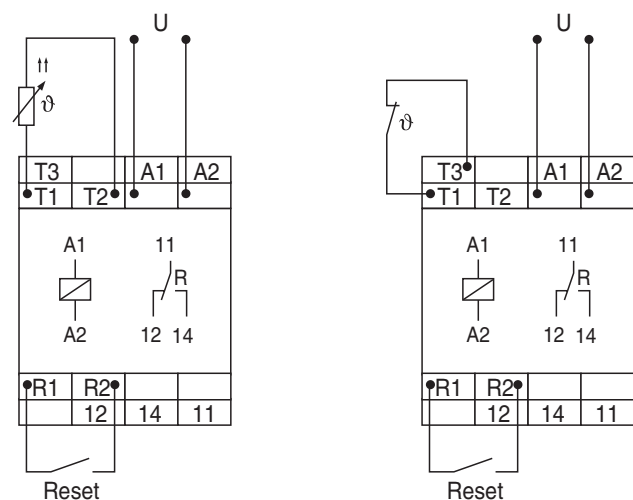 U
ϑ
T3 A1 A2
T1 T2
A1 11
R
A2 12 14
R1 R2
12 14 11
Reset
U
ϑ
T3 A1 A2
T1 T2
A1 11
R
A2 12 14
R1 R2
12 14 11
Reset